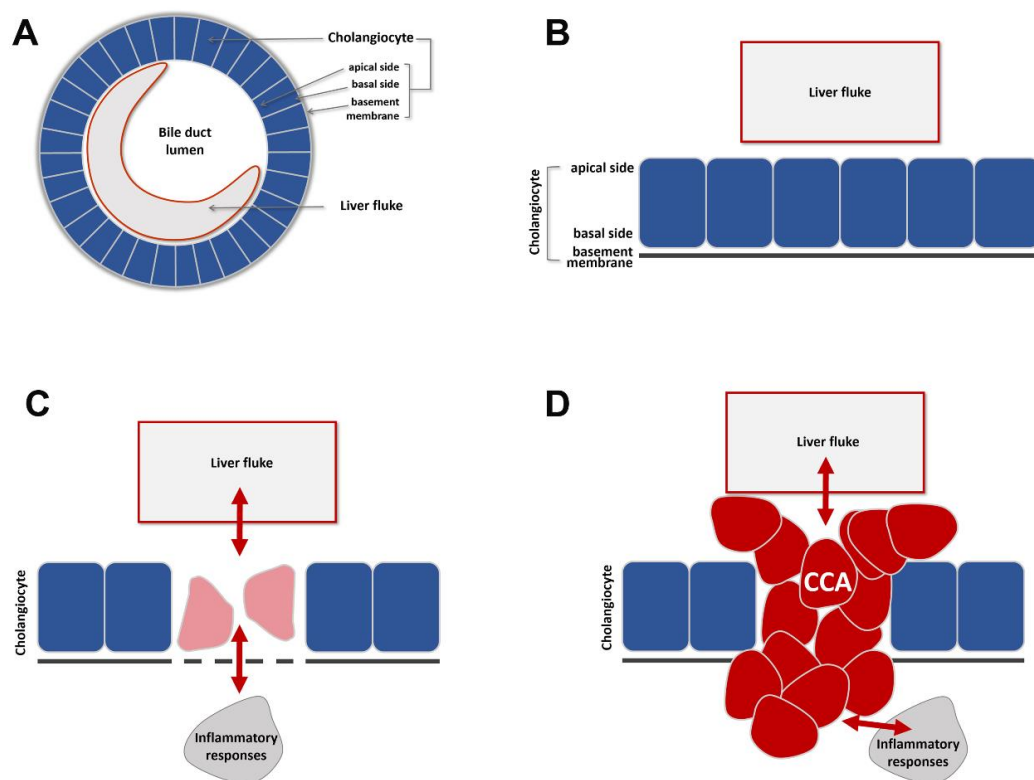 A
Cholangiocyte
apical side
basal side
basement
membrane
Bile duct
lumen
Liver fluke
B
Liver fluke
Cholangiocyte
apical side
basal side
basement
membrane
C
Liver fluke
Cholangiocyte
Inflammatory
responses
D
Liver fluke
Cholangiocyte
CCA
Inflammatory
responses